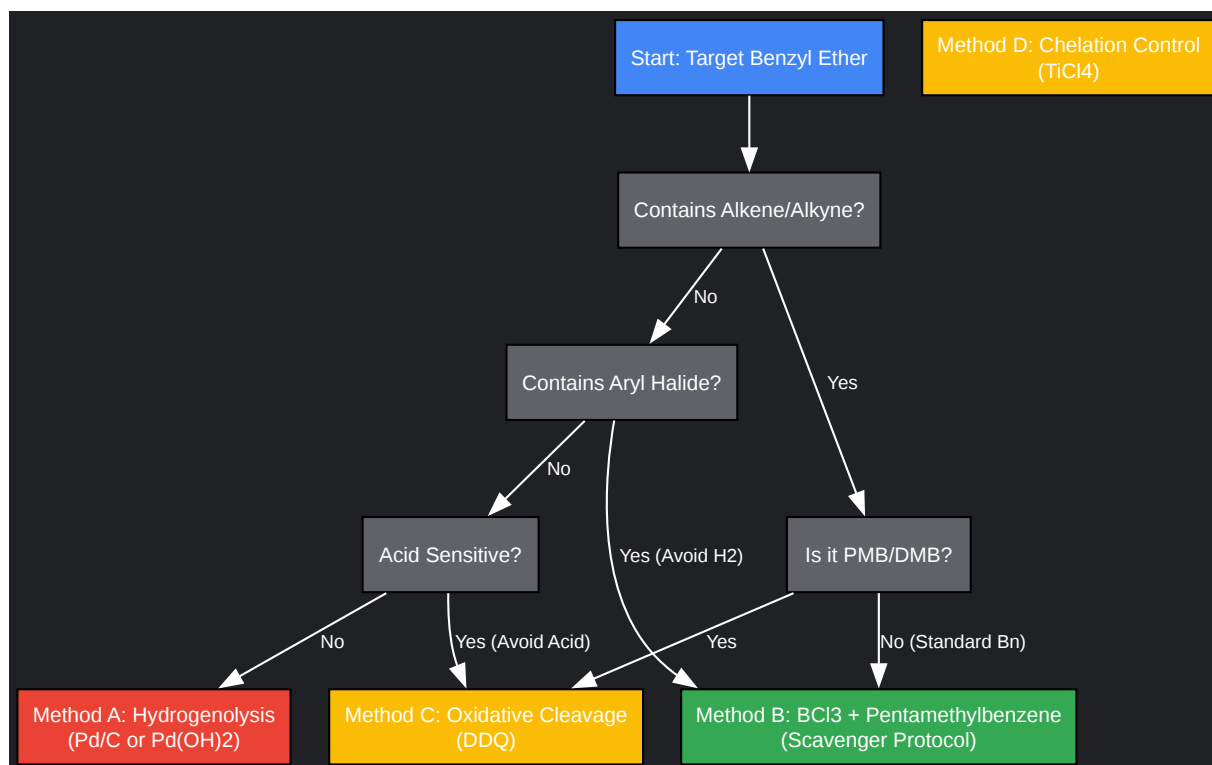 Start: Target Benzyl Ether
Method D: Chelation Control
(TiCl4)
Contains Alkene/Alkyne?
No
Contains Aryl Halide?
Yes
No
Acid Sensitive?
Yes (Avoid H2)
Is it PMB/DMB?
No
Yes (Avoid Acid)
Yes
No (Standard Bn)
Method A: Hydrogenolysis
(Pd/C or Pd(OH)2)
Method C: Oxidative Cleavage
(DDQ)
Method B: BCl3 + Pentamethylbenzene
(Scavenger Protocol)